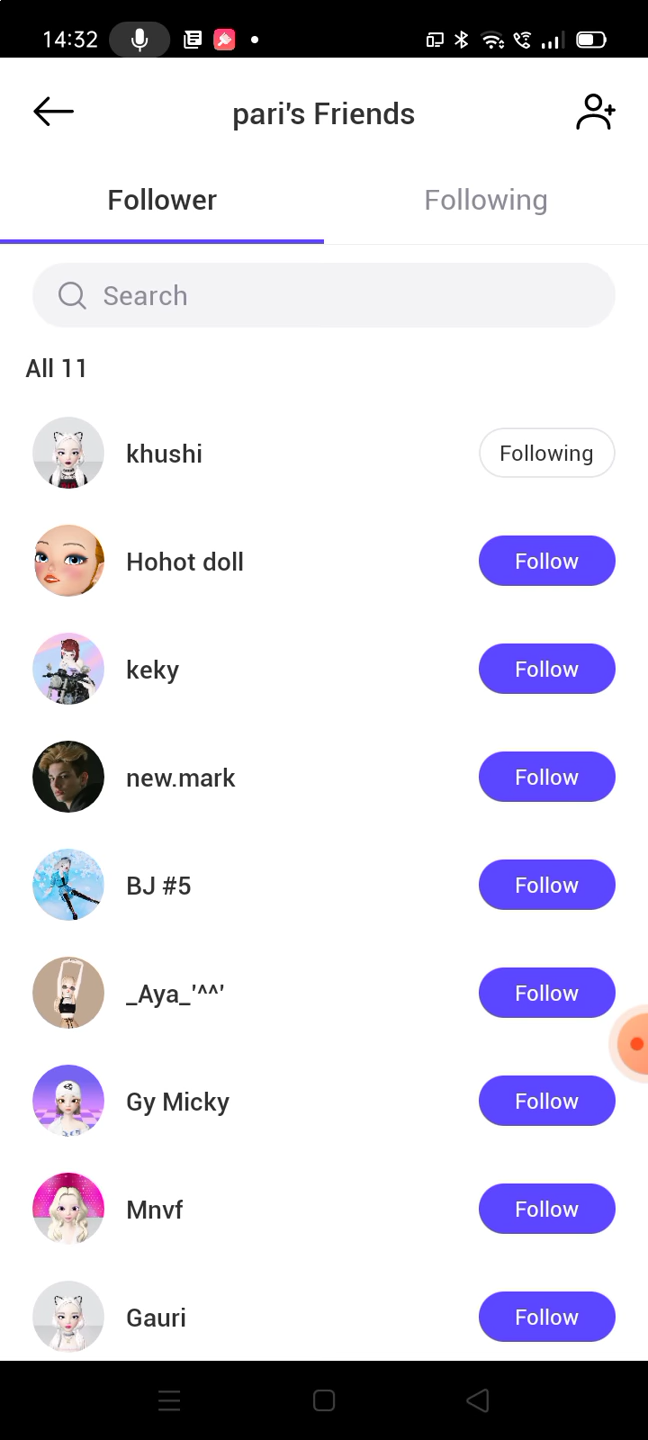 14:32
pari's Friends
Follower Following
Search
All 11
khushi Following
Hohot doll Follow
keky Follow
new.mark Follow
BJ #5 Follow
_Aya_'^^' Follow
Gy Micky Follow
Mnvf Follow
Gauri Follow